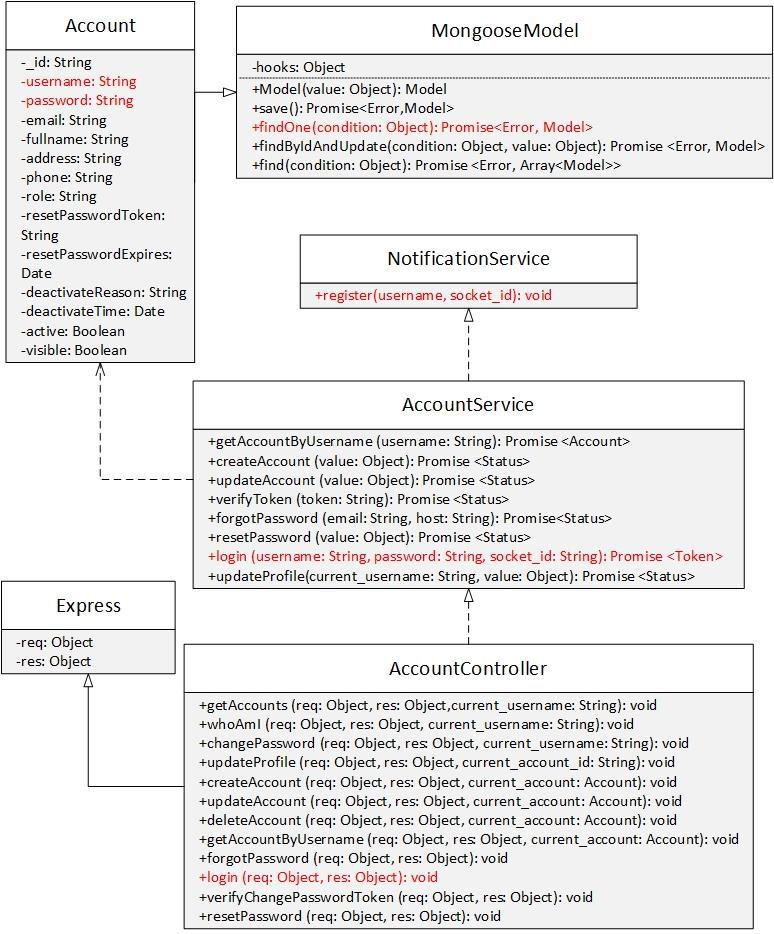 Account
-_id: String
-username: String
-password: String
-email: String
-fullname: String
-address: String
-phone: String
-role: String
-resetPasswordToken:
String
-resetPasswordExpires:
Date
-deactivateReason: String
-deactivateTime: Date
-active: Boolean
-visible: Boolean
MongooseModel
-hooks: Object
+Model(value: Object): Model
+save(): Promise<Error,Model>
+findOne(condition: Object): Promise<Error, Model>
+findByIdAndUpdate(condition: Object, value: Object): Promise <Error, Model>
+find(condition: Object): Promise <Error, Array<Model>>
NotificationService
+register(username, socket_id): void
AccountService
+getAccountByUsername (username: String): Promise <Account>
+createAccount (value: Object): Promise <Status>
+updateAccount (value: Object): Promise <Status>
+verifyToken (token: String): Promise <Status>
+forgotPassword (email: String, host: String): Promise<Status>
+resetPassword (value: Object): Promise <Status>
+login (username: String, password: String, socket_id: String): Promise <Token>
+updateProfile(current_username: String, value: Object): Promise <Status>
Express
-req: Object
-res: Object
AccountController
+getAccounts (req: Object, res: Object,current_username: String): void
+whoAmI (req: Object, res: Object, current_username: String): void
+changePassword (req: Object, res: Object, current_username: String): void
+updateProfile (req: Object, res: Object, current_account_id: String): void
+createAccount (req: Object, res: Object, current_account: Account): void
+updateAccount (req: Object, res: Object, current_account: Account): void
+deleteAccount (req: Object, res: Object, current_account: Account): void
+getAccountByUsername (req: Object, res: Object, current_account: Account): void
+forgotPassword (req: Object, res: Object): void
+login (req: Object, res: Object): void
+verifyChangePasswordToken (req: Object, res: Object): void
+resetPassword (req: Object, res: Object): void